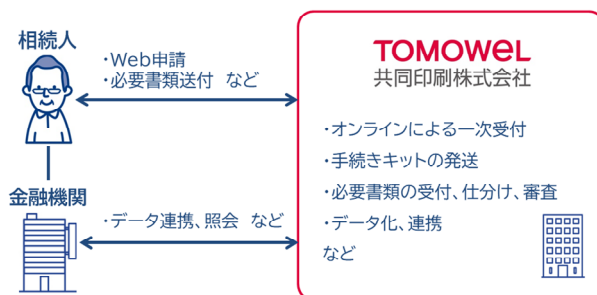 相続人
・Web申請
・必要書類送付 など
金融機関
・データ連携、照会 など
TOMOWEL
共同印刷株式会社
・オンラインによる一次受付
・手続きキットの発送
・必要書類の受付、仕分け、審査
・データ化、連携
など